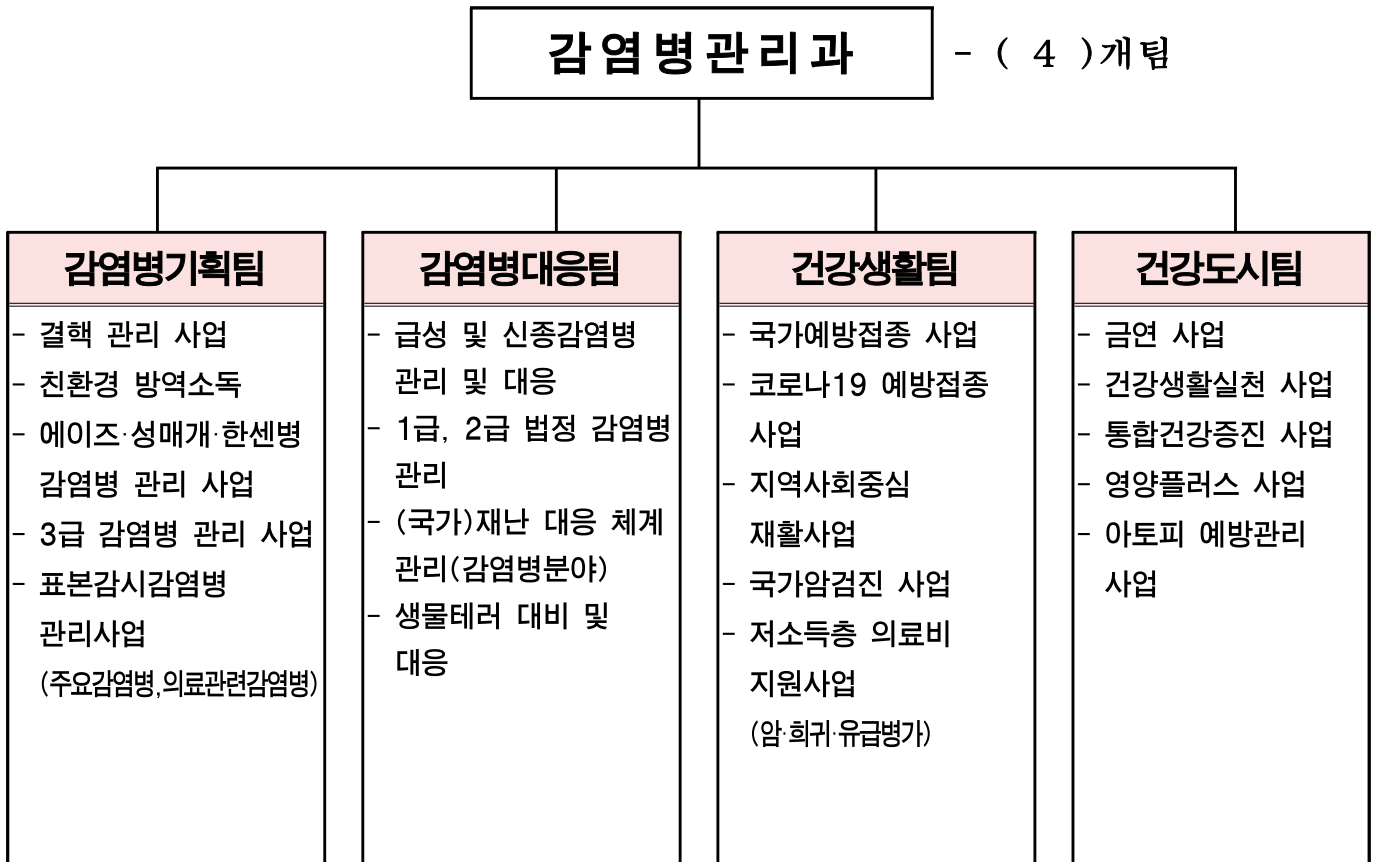 감염병관리과 - ( 4 )개팀
감염병기획팀
- 결핵 관리 사업
- 친환경 방역소독
- 에이즈·성매개·한센병
감염병 관리 사업
- 3급 감염병 관리 사업
- 표본감시감염병
관리사업
(주요감염병,의료관련감염병)
감염병대응팀
- 급성 및 신종감염병
관리 및 대응
- 1급, 2급 법정 감염병
관리
- (국가)재난 대응 체계
관리(감염병분야)
- 생물테러 대비 및
대응
건강생활팀
- 국가예방접종 사업
- 코로나19 예방접종
사업
- 지역사회중심
재활사업
- 국가암검진 사업
- 저소득층 의료비
지원사업
(암·희귀·유급병가)
건강도시팀
- 금연 사업
- 건강생활실천 사업
- 통합건강증진 사업
- 영양플러스 사업
- 아토피 예방관리
사업